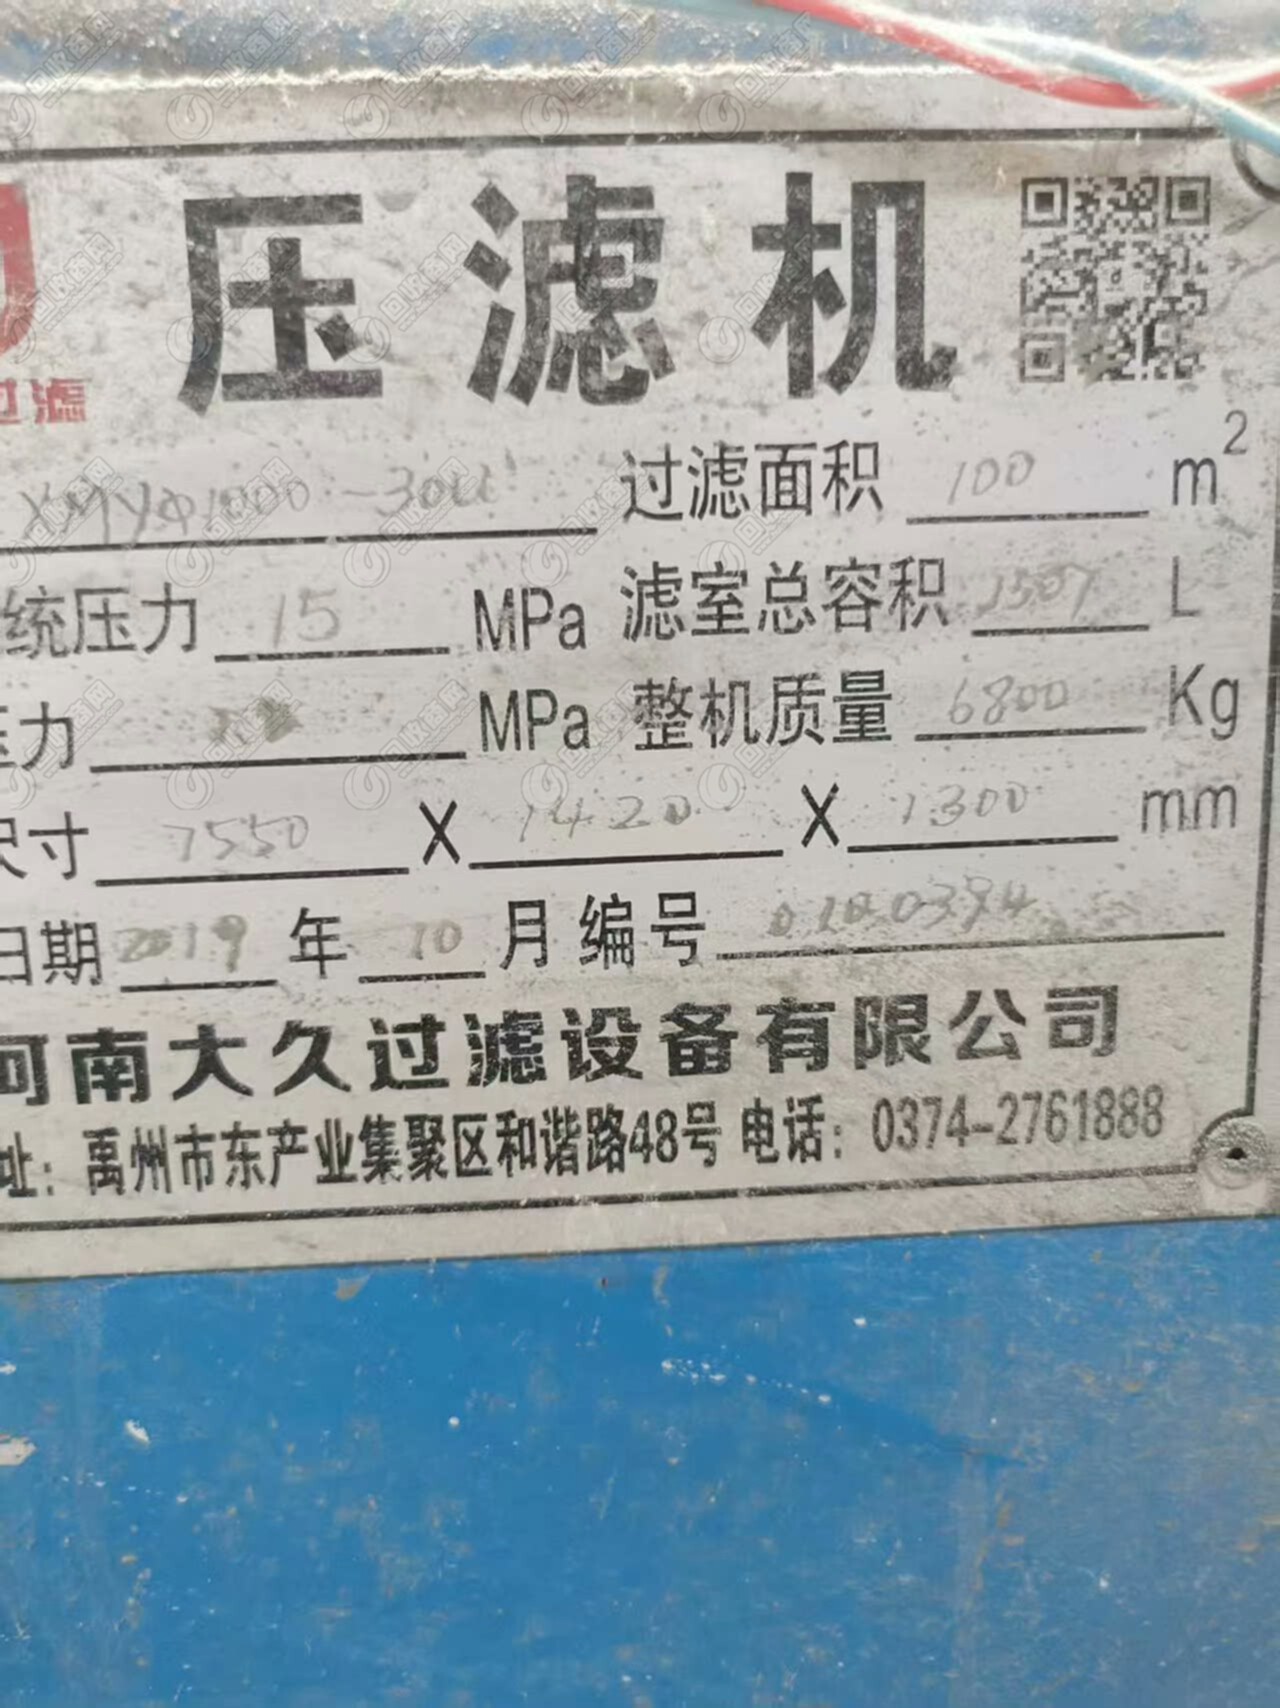 压滤机
过滤
XMYΦ1000-30U 过滤面积 100 m²
统压力 15 MPa 滤室总容积 1507 L
压力 MPa 整机质量 6800 Kg
尺寸 7550 X 1420 X 1300 mm
日期 2019 年 10 月 编号 0120394
河南大久过滤设备有限公司
址：禹州市东产业集聚区和谐路48号 电话：0374-2761888